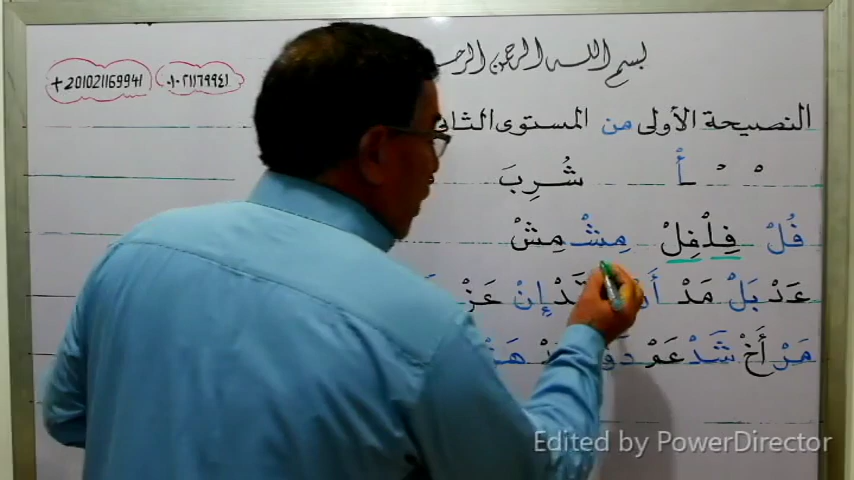 بسم الله الرحمن الرحيم
+201021169941 ٠١٠٢١١٦٩٩٤١
النصيحة الأولى من المستوى الثاني
أْ شُرِبَ
قُلْ فِلْفِلْ مِشْمِشْ
عَدْ بَلْ مَدْ إِنْ عَزْ
مَرْ أَخْ شَدْ عَمْ
Edited by PowerDirector